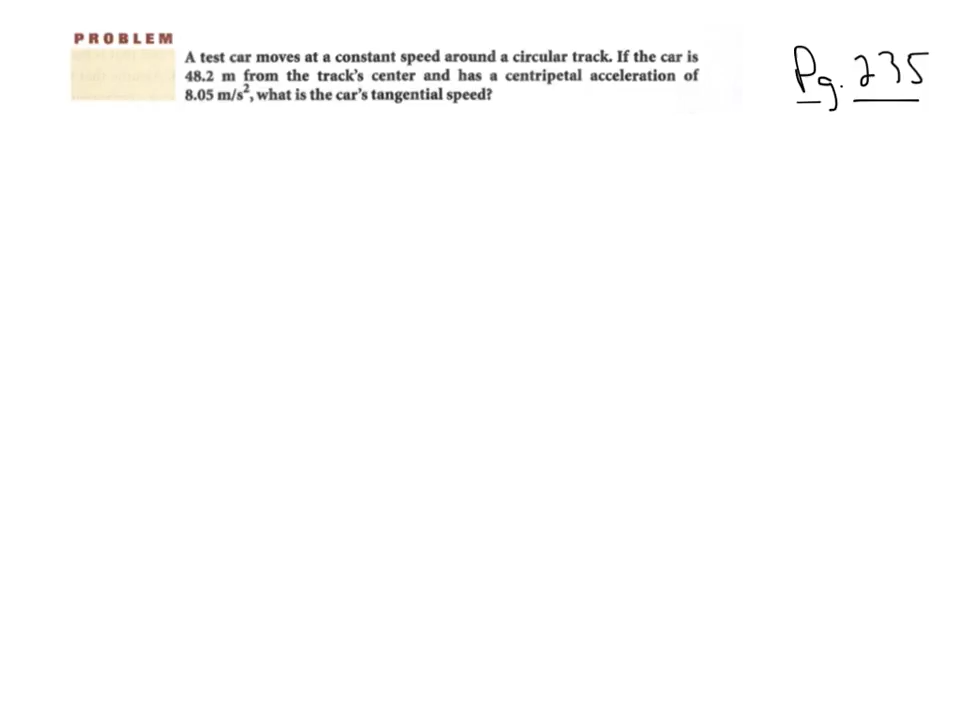 PROBLEM
A test car moves at a constant speed around a circular track. If the car is
48.2 m from the track's center and has a centripetal acceleration of
8.05 m/s², what is the car's tangential speed?
Pg. 235